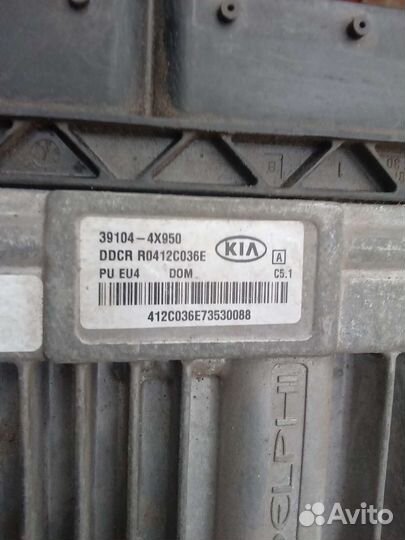 39104-4X950
DDCR R0412C036E
KIA
A
PU EU4 DOM C5.1
412C036E73530088
DELPHI
Avito